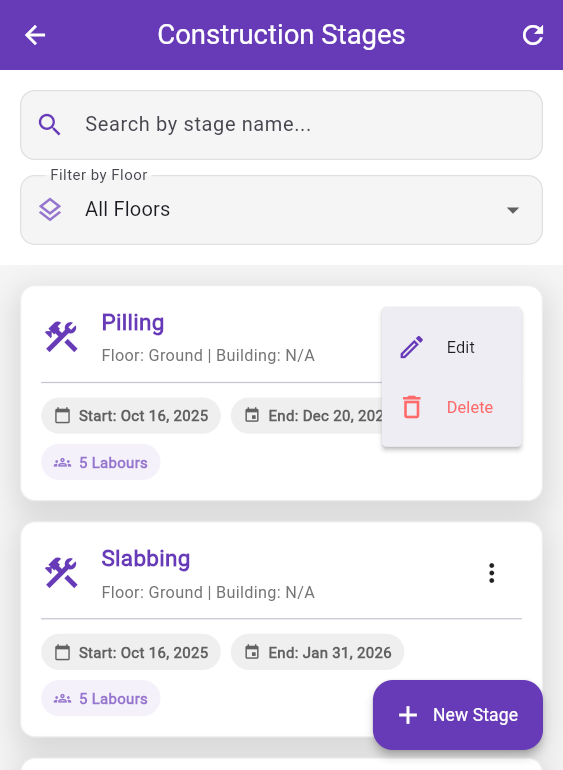 Construction Stages
Search by stage name...
Filter by Floor
All Floors
Pilling
Floor: Ground | Building: N/A
Edit
Delete
Start: Oct 16, 2025
End: Dec 20, 202
5 Labours
Slabbing
Floor: Ground | Building: N/A
Start: Oct 16, 2025
End: Jan 31, 2026
5 Labours
New Stage